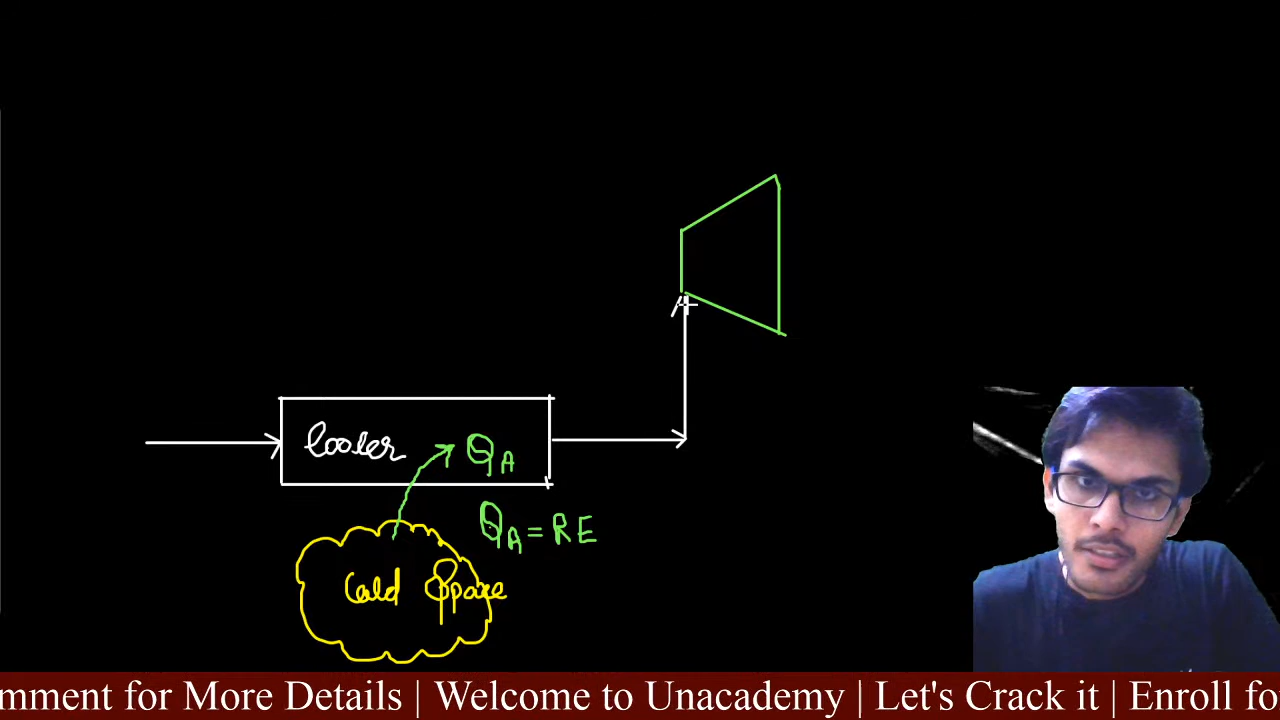 Cooler QA
QA = RE
Cold Space
mment for More Details | Welcome to Unacademy | Let's Crack it | Enroll fo